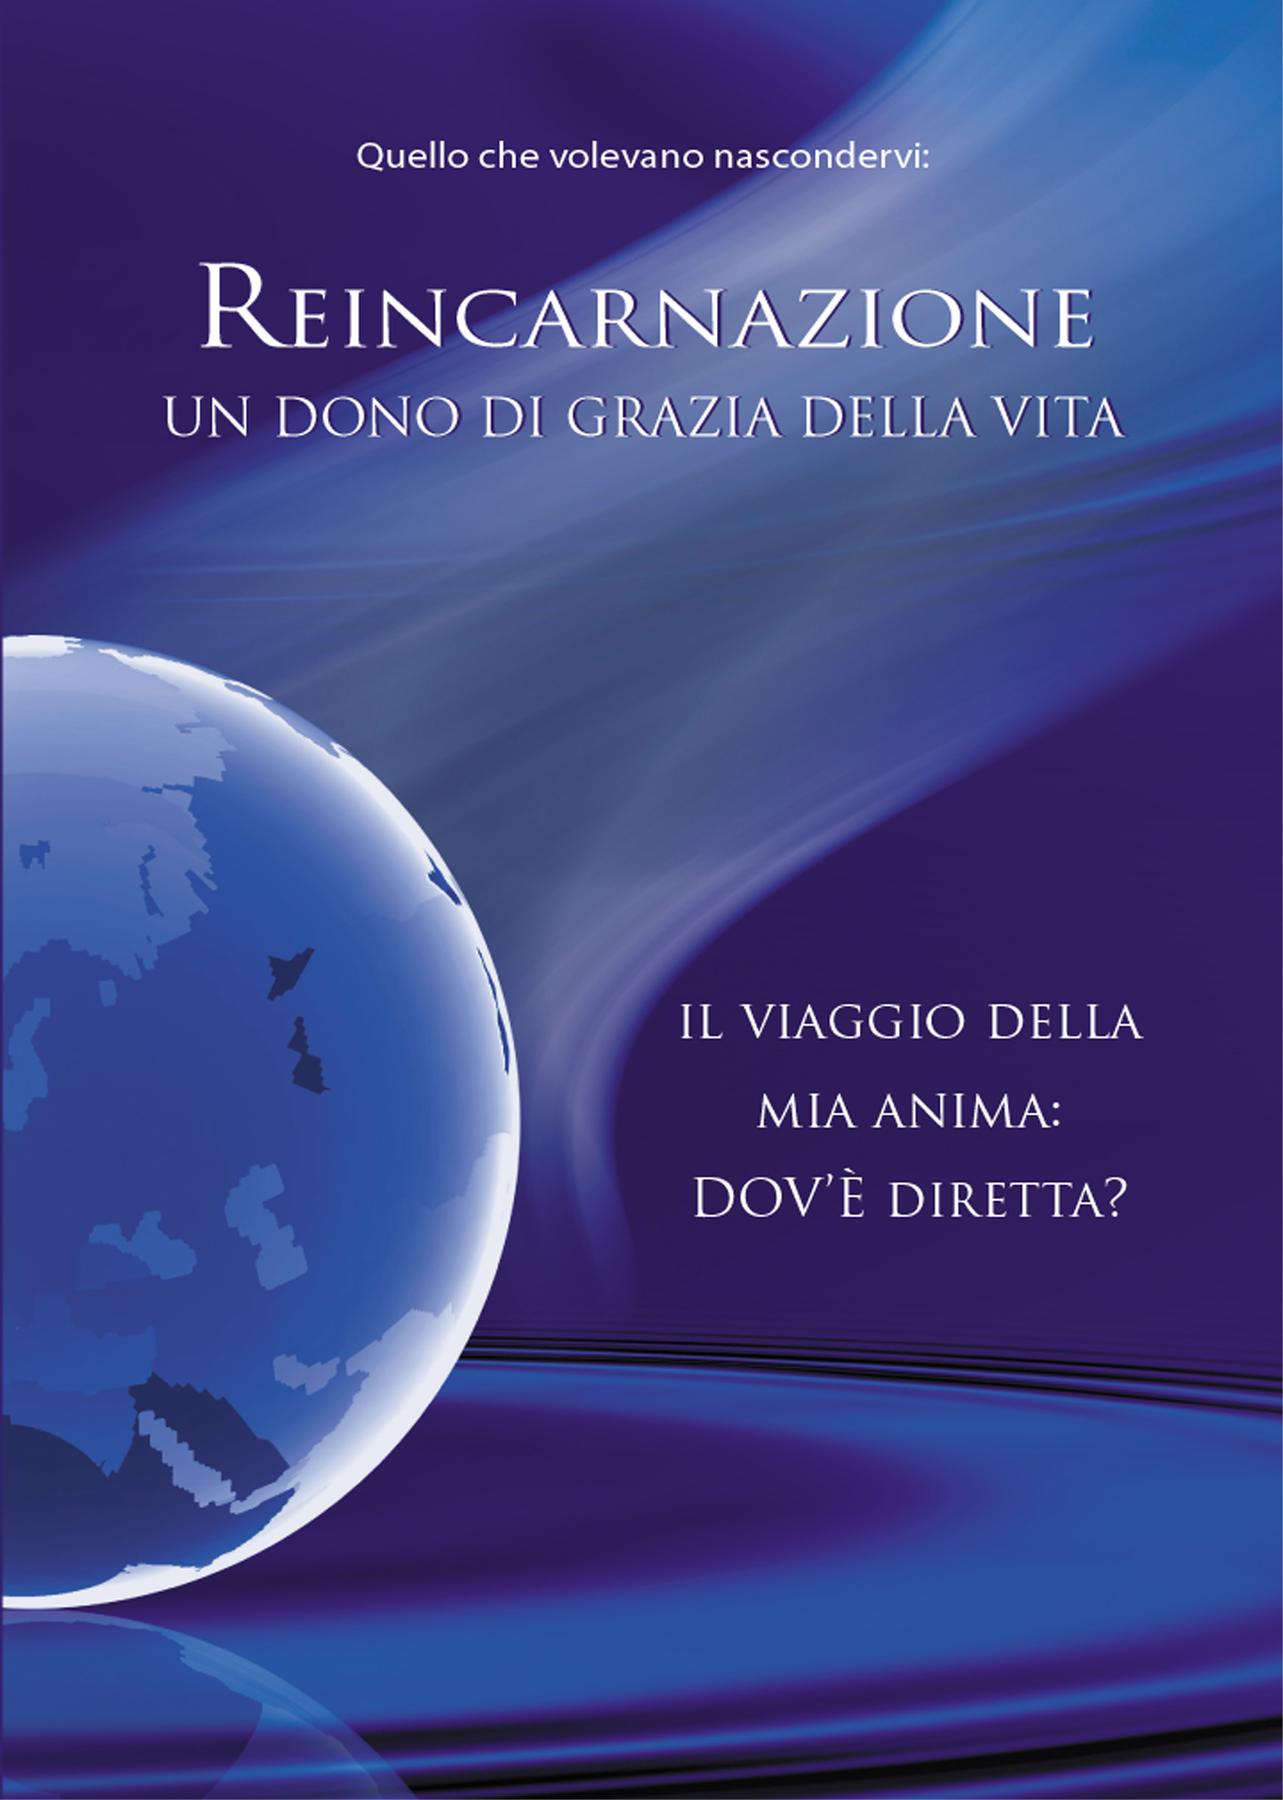 Quello che volevano nascondervi:
REINCARNAZIONE
UN DONO DI GRAZIA DELLA VITA
IL VIAGGIO DELLA
MIA ANIMA:
DOV'È DIRETTA?